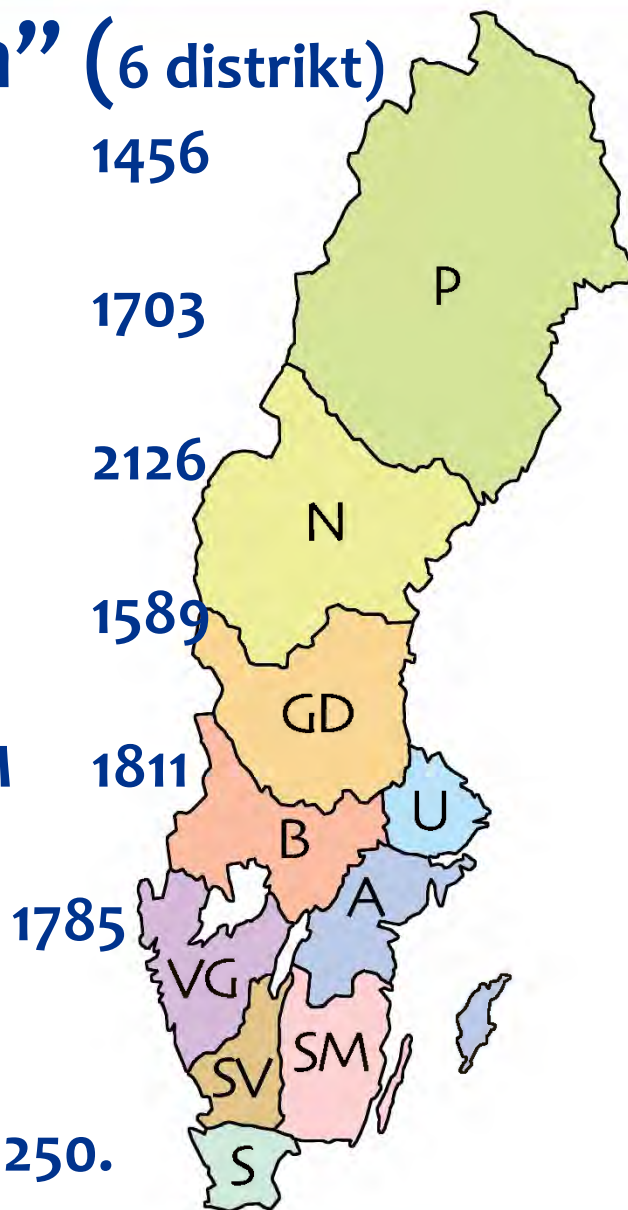 n” (6 distrikt)
1456
1703
P
2126
N
1589
GD
1811
U
B
A
1785
VG
SM
SV
250.
S